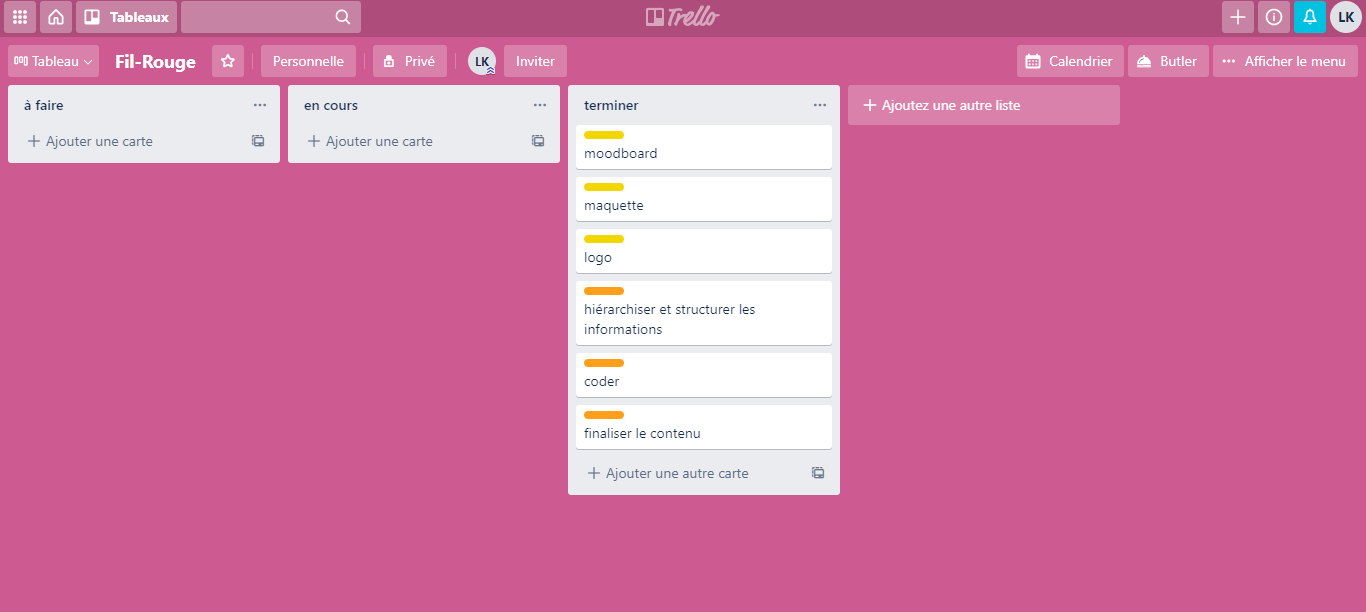 Tableaux
Trello
LK
Tableau
Fil-Rouge
Personnelle
Privé
LK
Inviter
Calendrier
Butler
Afficher le menu
à faire
Ajouter une carte
en cours
Ajouter une carte
terminer
moodboard
maquette
logo
hiérarchiser et structurer les
informations
coder
finaliser le contenu
Ajouter une autre carte
Ajoutez une autre liste